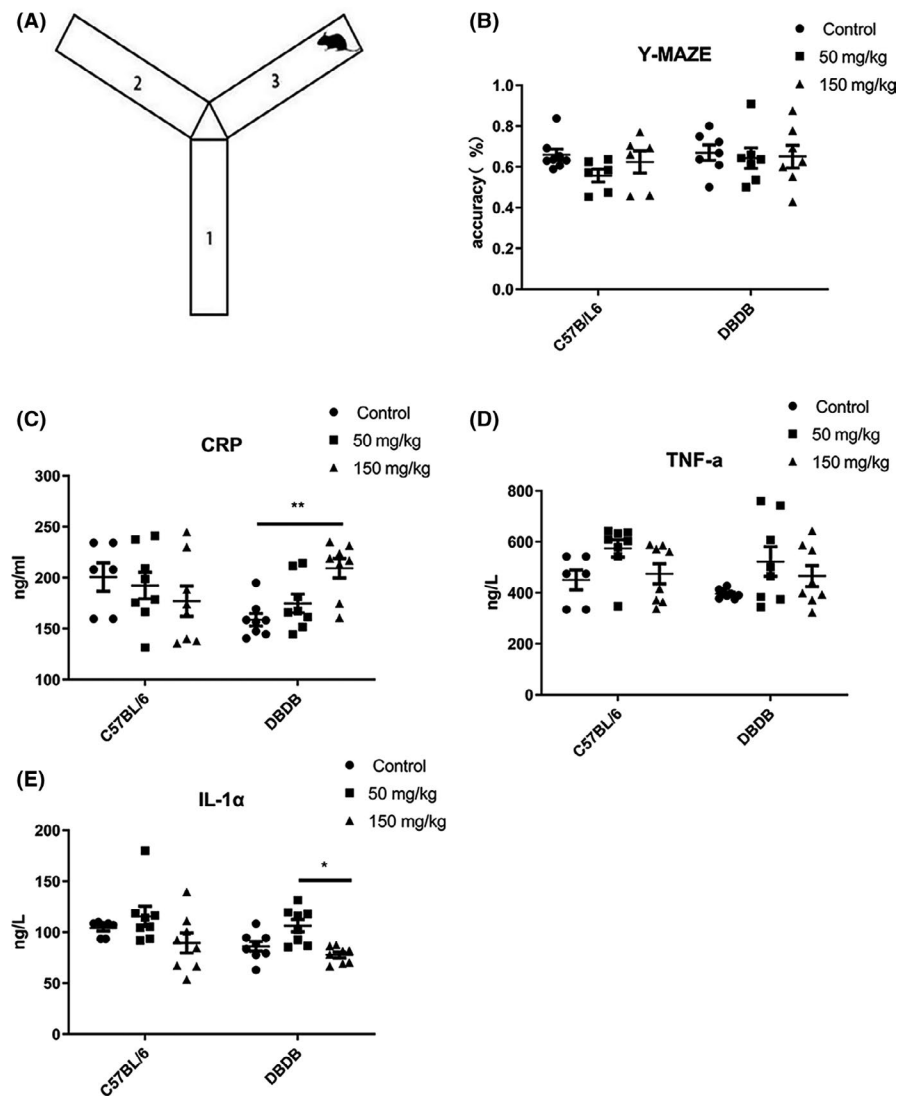 (A)
2
3
1
(B)
Y-MAZE
Control
50 mg/kg
150 mg/kg
accuracy( %)
1.0
0.8
0.6
0.4
0.2
0.0
C57B/L6
DBDB
(C)
CRP
Control
50 mg/kg
150 mg/kg
ng/ml
300
250
200
150
100
**
C57BL/6
DBDB
(D)
TNF-a
Control
50 mg/kg
150 mg/kg
ng/L
800
600
400
200
0
C57BL/6
DBDB
(E)
IL-1α
Control
50 mg/kg
150 mg/kg
ng/L
200
150
100
50
0
*
C57BL/6
DBDB